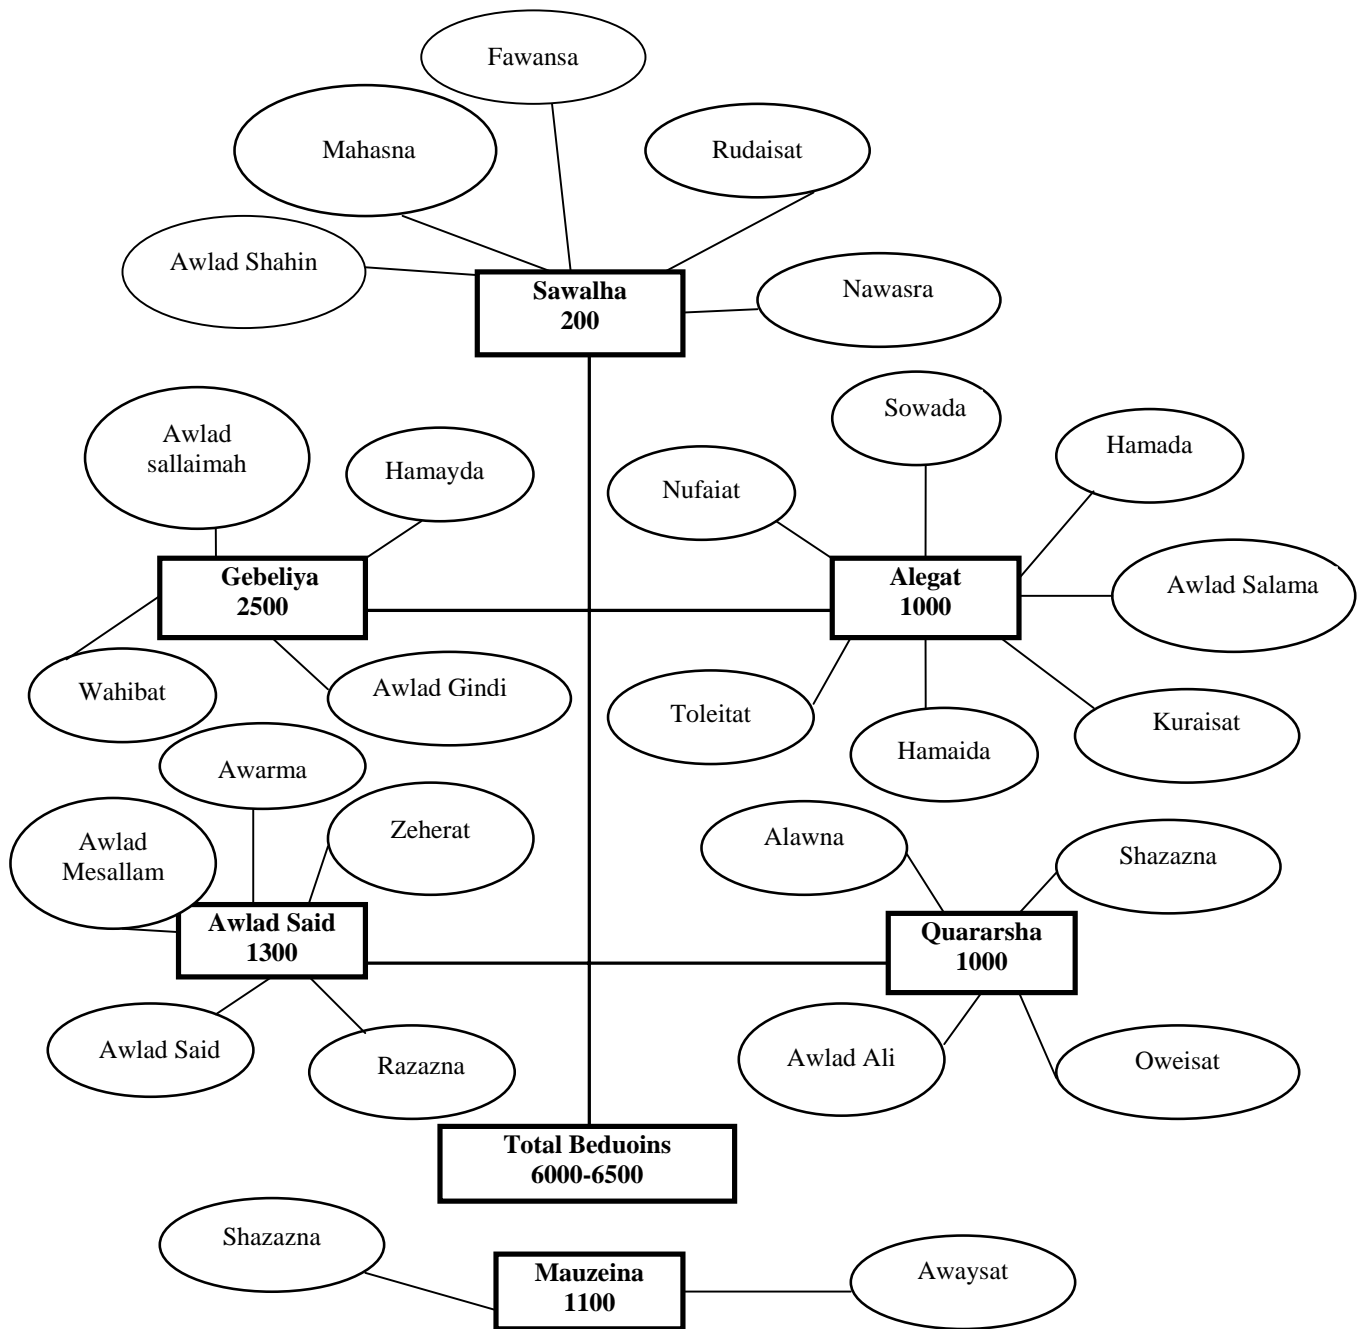 Fawansa
Mahasna
Rudaisat
Awlad Shahin
Sawalha
200
Nawasra
Sowada
Awlad
sallaimah
Hamayda
Hamada
Nufaiat
Gebeliya
2500
Alegat
1000
Awlad Salama
Wahibat
Awlad Gindi
Toleitat
Hamaida
Kuraisat
Awarma
Awlad
Mesallam
Zeherat
Alawna
Shazazna
Awlad Said
1300
Quararsha
1000
Awlad Said
Razazna
Awlad Ali
Oweisat
Total Beduoins
6000-6500
Shazazna
Mauzeina
1100
Awaysat